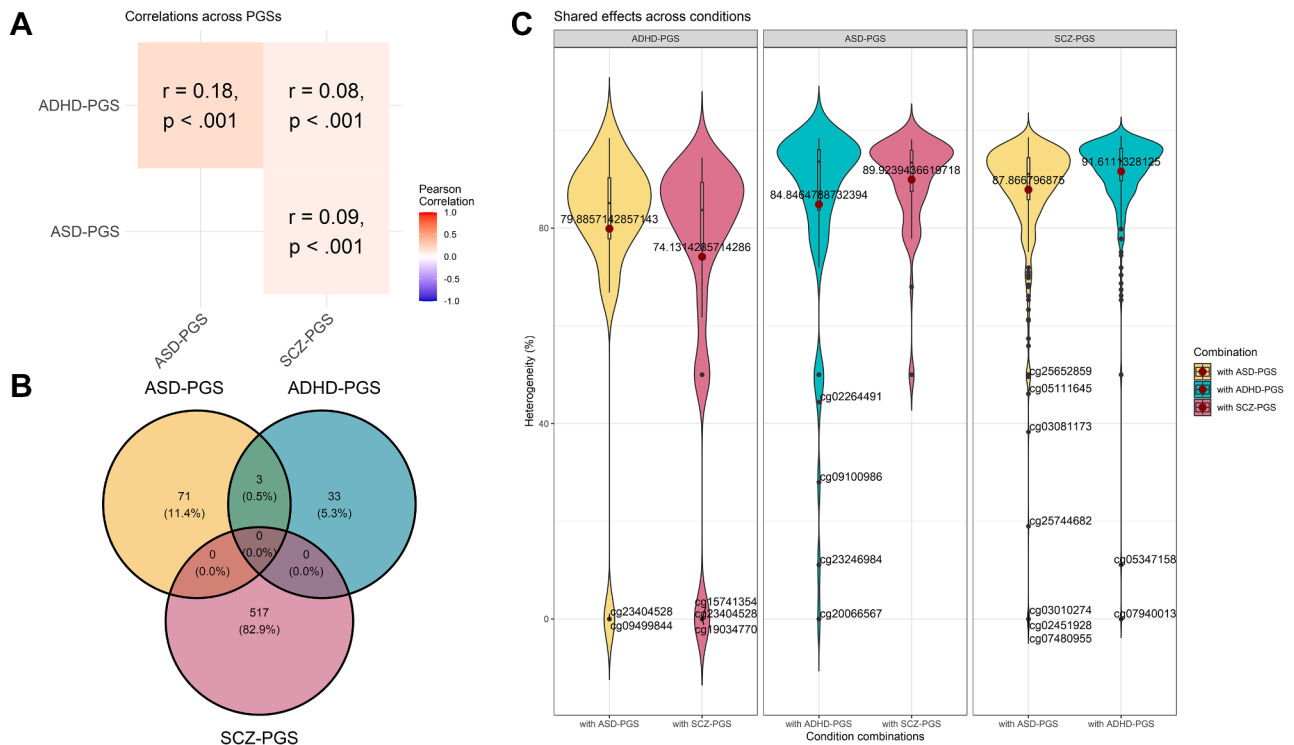 A
Correlations across PGSs
ADHD-PGS
ASD-PGS
r = 0.18,
p < .001
r = 0.08,
p < .001
r = 0.09,
p < .001
ASD-PGS
SCZ-PGS
Pearson
Correlation
1.0
0.5
0.0
-0.5
-1.0
B
ASD-PGS
ADHD-PGS
71
(11.4%)
3
(0.5%)
33
(5.3%)
0
(0.0%)
0
(0.0%)
0
(0.0%)
517
(82.9%)
SCZ-PGS
C
Shared effects across conditions
ADHD-PGS
ASD-PGS
SCZ-PGS
Heterogeneity (%)
80
40
0
79.8857142857143
74.1314285714286
cg23404528
cg09499844
cg15741354
cg23404528
cg19034770
84.8464788732394
89.9239436619718
cg02264491
cg09100986
cg23246984
cg20066567
87.866796875
91.6111328125
cg25652859
cg05111645
cg03081173
cg25744682
cg03010274
cg02451928
cg07480955
cg05347158
cg07940013
with ASD-PGS
with SCZ-PGS
with ADHD-PGS
with SCZ-PGS
with ASD-PGS
with ADHD-PGS
Condition combinations
Combination
with ASD-PGS
with ADHD-PGS
with SCZ-PGS